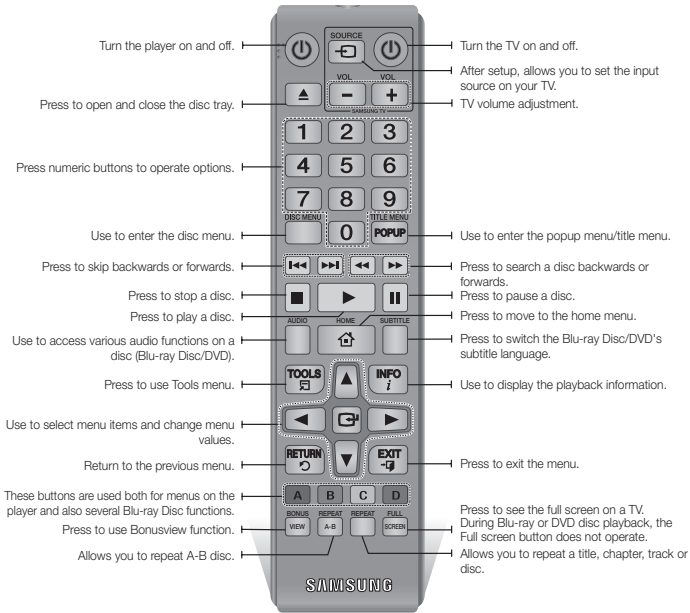 Turn the player on and off.
SOURCE
Turn the TV on and off.
After setup, allows you to set the input
source on your TV.
VOL
VOL
-
+
Press to open and close the disc tray.
TV volume adjustment.
SAMSUNG TV
1
2
3
Press numeric buttons to operate options.
4
5
6
7
8
9
DISC MENU
TITLE MENU
0
POPUP
Use to enter the disc menu.
Use to enter the popup menu/title menu.
Press to skip backwards or forwards.
Press to search a disc backwards or
forwards.
Press to stop a disc.
Press to pause a disc.
Press to play a disc.
Press to move to the home menu.
AUDIO
HOME
SUBTITLE
Use to access various audio functions on a
disc (Blu-ray Disc/DVD).
Press to switch the Blu-ray Disc/DVD's
subtitle language.
TOOLS
INFO
i
Press to use Tools menu.
Use to display the playback information.
Use to select menu items and change menu
values.
RETURN
EXIT
Return to the previous menu.
Press to exit the menu.
These buttons are used both for menus on the
player and also several Blu-ray Disc functions.
A
B
C
D
Press to see the full screen on a TV.
During Blu-ray or DVD disc playback, the
Full screen button does not operate.
BONUS
REPEAT
REPEAT
FULL
VIEW
A-B
SCREEN
Press to use Bonusview function.
Allows you to repeat A-B disc.
Allows you to repeat a title, chapter, track or
disc.
SAMSUNG